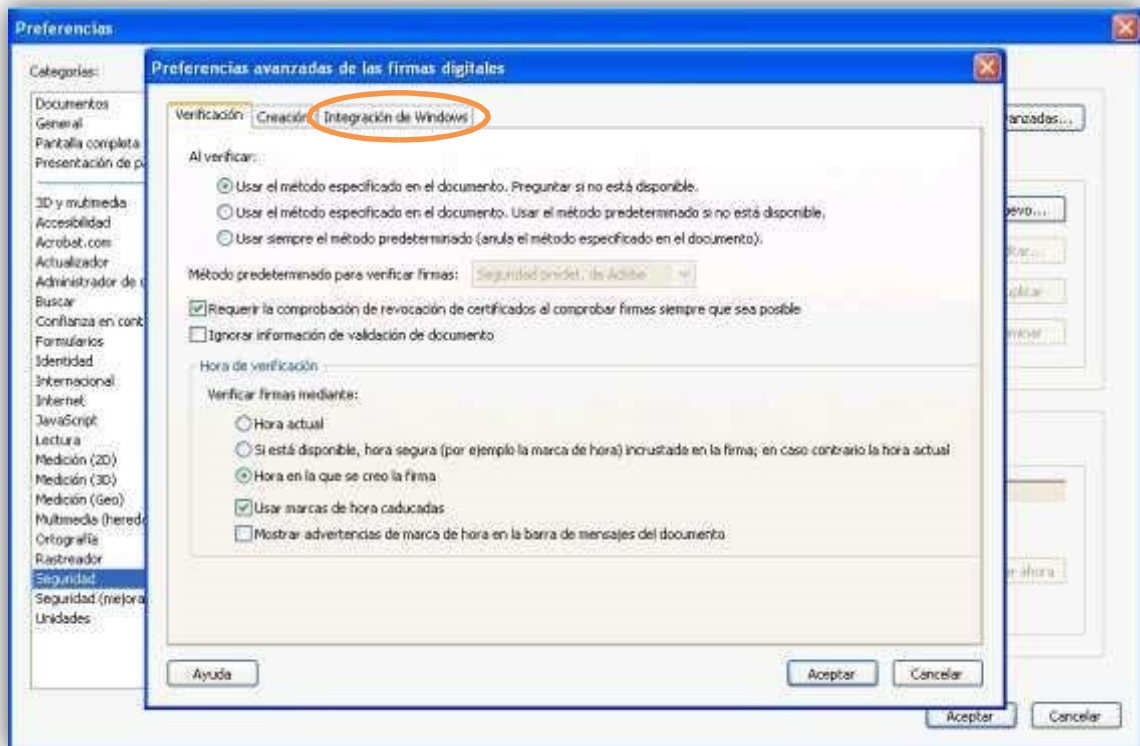 Preferencias
Categorías:
Documentos
General
Pantalla completa
Presentación de p
3D y multmedia
Accesibilidad
Acrobat.com
Actualizador
Administrador de
Buscar
Confianza en cont
Formularios
Identidad
Internacional
Internet
JavaScript
Lectura
Medición (2D)
Medición (3D)
Medición (Geo)
Multimedia (hered
Ortografía
Rastreador
Seguridad
Seguridad (mejora
Unidades
Preferencias avanzadas de las firmas digitales
Verificación Creación Integración de Windows
Al verificar:
Usar el método especificado en el documento. Preguntar si no está disponible.
Usar el método especificado en el documento. Usar el método predeterminado si no está disponible.
Usar siempre el método predeterminado (anula el método especificado en el documento).
Método predeterminado para verificar firmas: Seguridad predet. de Adobe
Requerir la comprobación de revocación de certificados al comprobar firmas siempre que sea posible
Ignorar información de validación de documento
Hora de verificación
Verificar firmas mediante:
Hora actual
Si está disponible, hora segura (por ejemplo la marca de hora) incrustada en la firma; en caso contrario la hora actual
Hora en la que se creo la firma
Usar marcas de hora caducadas
Mostrar advertencias de marca de hora en la barra de mensajes del documento
Ayuda Aceptar Cancelar
anzadas...
evo...
itar...
uplicar
minar
ar ahora
Aceptar Cancelar